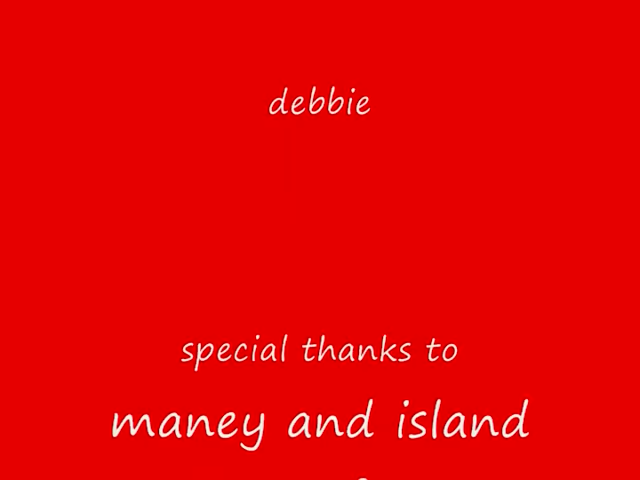 debbie
special thanks to
maney and island